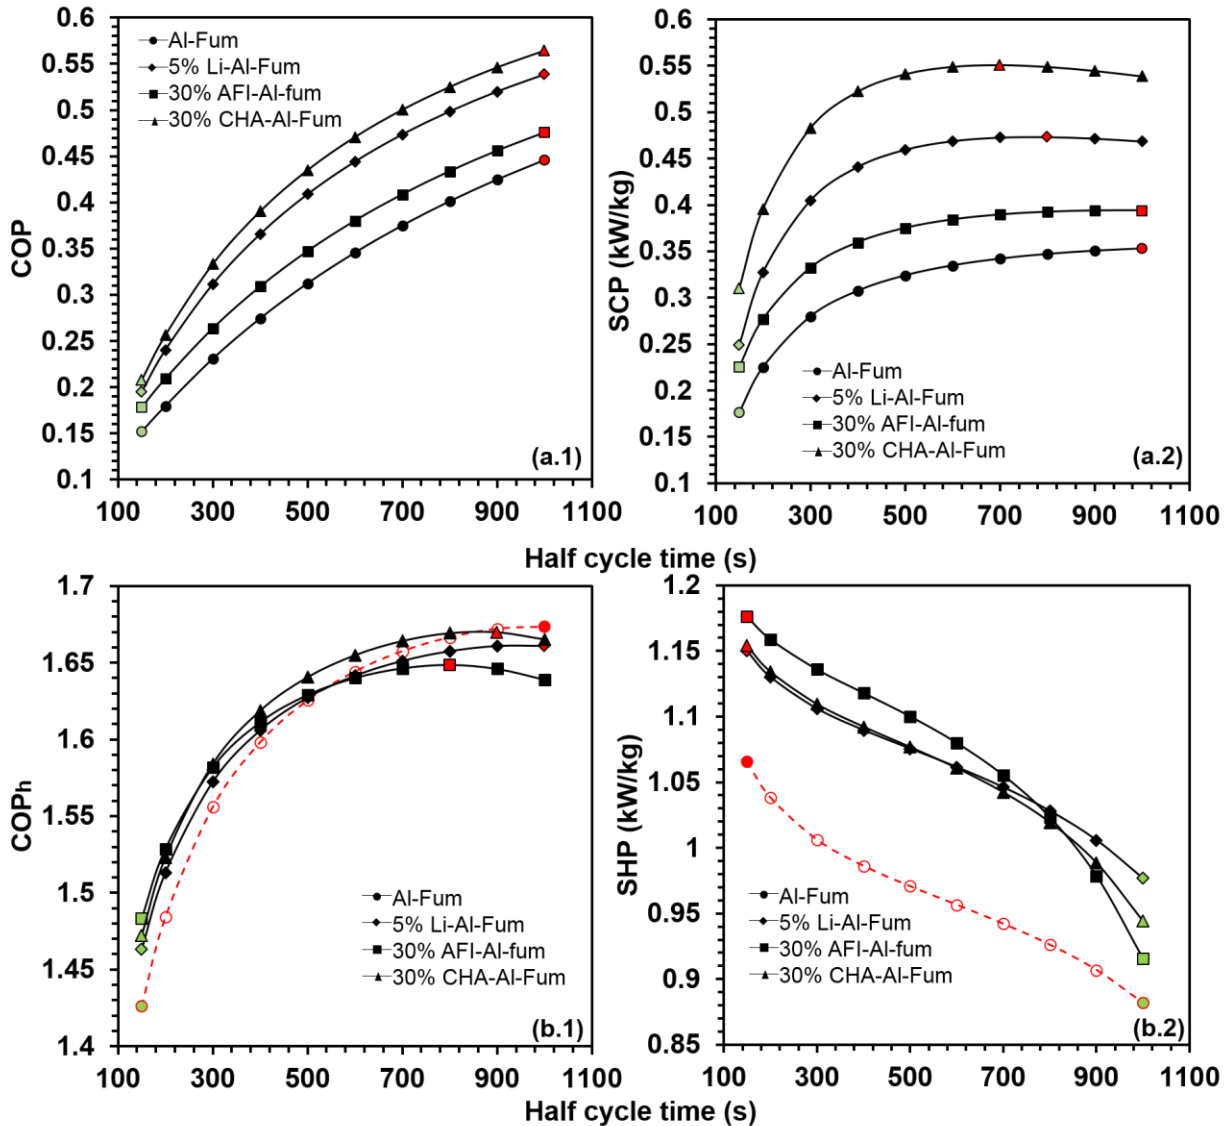 COP
0.6
0.55
0.5
0.45
0.4
0.35
0.3
0.25
0.2
0.15
0.1
Al-Fum
5% Li-Al-Fum
30% AFI-Al-fum
30% CHA-Al-Fum
(a.1)
100 300 500 700 900 1100
SCP (kW/kg)
0.6
0.55
0.5
0.45
0.4
0.35
0.3
0.25
0.2
0.15
0.1
Al-Fum
5% Li-Al-Fum
30% AFI-Al-fum
30% CHA-Al-Fum
(a.2)
100 300 500 700 900 1100
Half cycle time (s)
COPh
1.7
1.65
1.6
1.55
1.5
1.45
1.4
Al-Fum
5% Li-Al-Fum
30% AFI-Al-fum
30% CHA-Al-Fum
(b.1)
100 300 500 700 900 1100
SHP (kW/kg)
1.2
1.15
1.1
1.05
1
0.95
0.9
0.85
Al-Fum
5% Li-Al-Fum
30% AFI-Al-fum
30% CHA-Al-Fum
(b.2)
100 300 500 700 900 1100
Half cycle time (s)